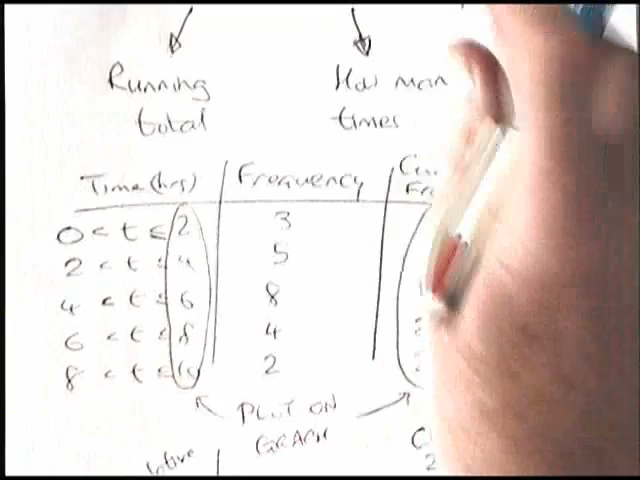 Running
total
How man
times
Time (hrs) Frequency
0 < t ≤ 2 3
2 < t ≤ 4 5
4 < t ≤ 6 8
6 < t ≤ 8 4
8 < t ≤ 10 2
PLOT ON
GRAPH